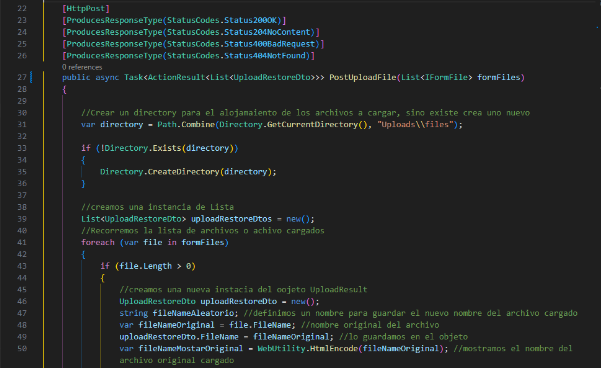 22 [HttpPost]
23 [ProducesResponseType(StatusCodes.Status200OK)]
24 [ProducesResponseType(StatusCodes.Status204NoContent)]
25 [ProducesResponseType(StatusCodes.Status400BadRequest)]
26 [ProducesResponseType(StatusCodes.Status404NotFound)]
0 references
27 public async Task<ActionResult<List<UploadRestoreDto>>> PostUploadFile(List<IFormFile> formFiles)
28 {
29
30 //Crear un directory para el alojamaiento de los archivos a cargar, sino existe crea uno nuevo
31 var directory = Path.Combine(Directory.GetCurrentDirectory(), "Uploads\\files");
32
33 if (!Directory.Exists(directory))
34 {
35 Directory.CreateDirectory(directory);
36 }
37
38 //creamos una instancia de Lista
39 List<UploadRestoreDto> uploadRestoreDtos = new();
40 //Recorremos la lista de archivos o achivo cargados
41 foreach (var file in formFiles)
42 {
43 if (file.Length > 0)
44 {
45 //creamos una nueva instacia del oojeto UploadResult
46 UploadRestoreDto uploadRestoreDto = new();
47 string fileNameAleatorio; //definimos un nombre para guardar el nuevo nombre del archivo cargado
48 var fileNameOriginal = file.FileName; //nombre original del archivo
49 uploadRestoreDto.FileName = fileNameOriginal; //lo guardamos en el objeto
50 var fileNameMostarOriginal = WebUtility.HtmlEncode(fileNameOriginal); //mostramos el nombre del
archivo original cargado